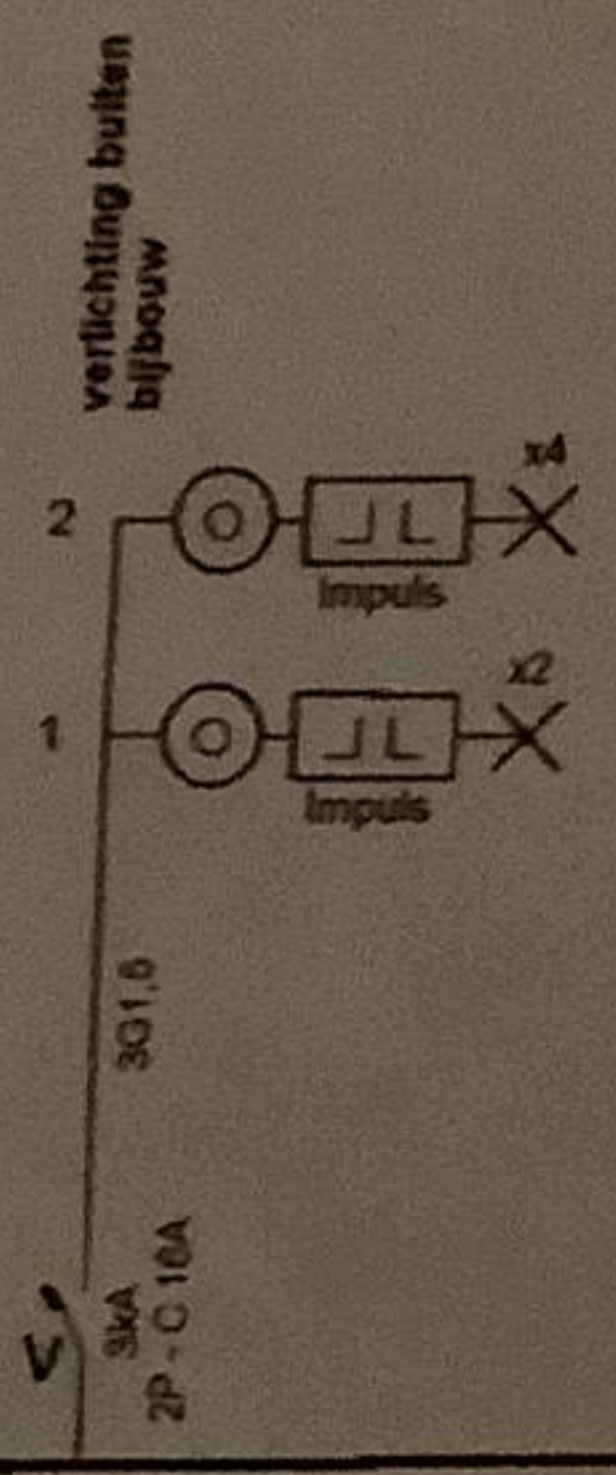 verlichting buiten
bijbouw
2
x4
Impuls
1
x2
Impuls
3G1,5
3kA
2P - C 16A